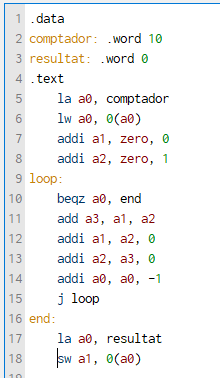 1 .data
2 comptador: .word 10
3 resultat: .word 0
4 .text
5     la a0, comptador
6     lw a0, 0(a0)
7     addi a1, zero, 0
8     addi a2, zero, 1
9 loop:
10     beqz a0, end
11     add a3, a1, a2
12     addi a1, a2, 0
13     addi a2, a3, 0
14     addi a0, a0, -1
15     j loop
16 end:
17     la a0, resultat
18     sw a1, 0(a0)
19